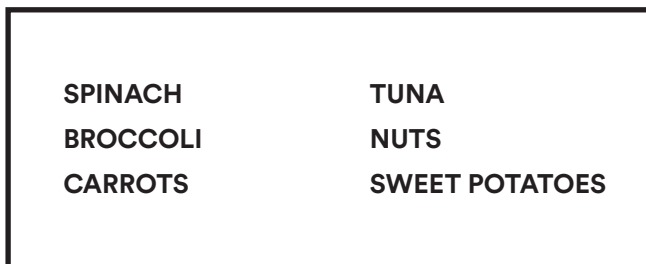 SPINACH
BROCCOLI
CARROTS
TUNA
NUTS
SWEET POTATOES